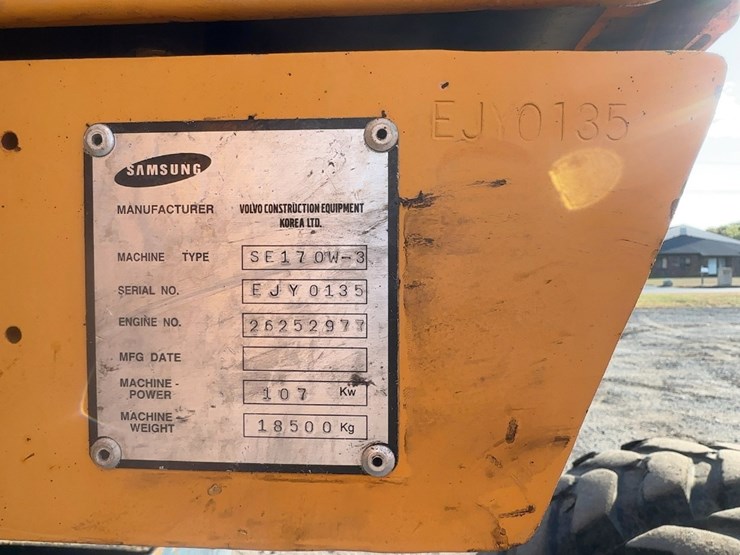 EJY0135
SAMSUNG
MANUFACTURER VOLVO CONSTRUCTION EQUIPMENT
KOREA LTD.
MACHINE TYPE SE170W-3
SERIAL NO. EJY0135
ENGINE NO. 26252977
MFG DATE
MACHINE-
POWER 107 Kw
MACHINE-
WEIGHT 18500 Kg